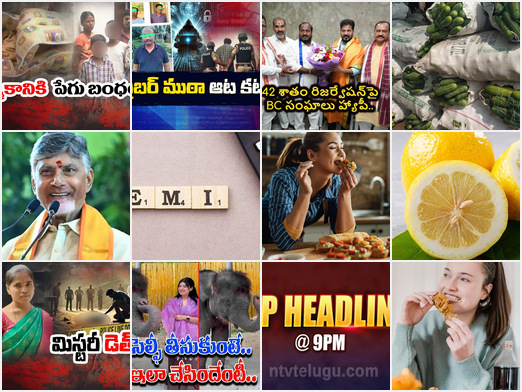 కానికి పేగు బంధ
బర్ ముఠా ఆట కట
42 శాతం రిజర్వేషన్‌పై
BC సంఘాలు హ్యాపీ..
E M I
మిస్టరీ డెత్
సెల్ఫీ తీసుకుంటే..
ఇలా చేసిందేంటీ..
P HEADLIN
@ 9PM
ntvtelugu.com